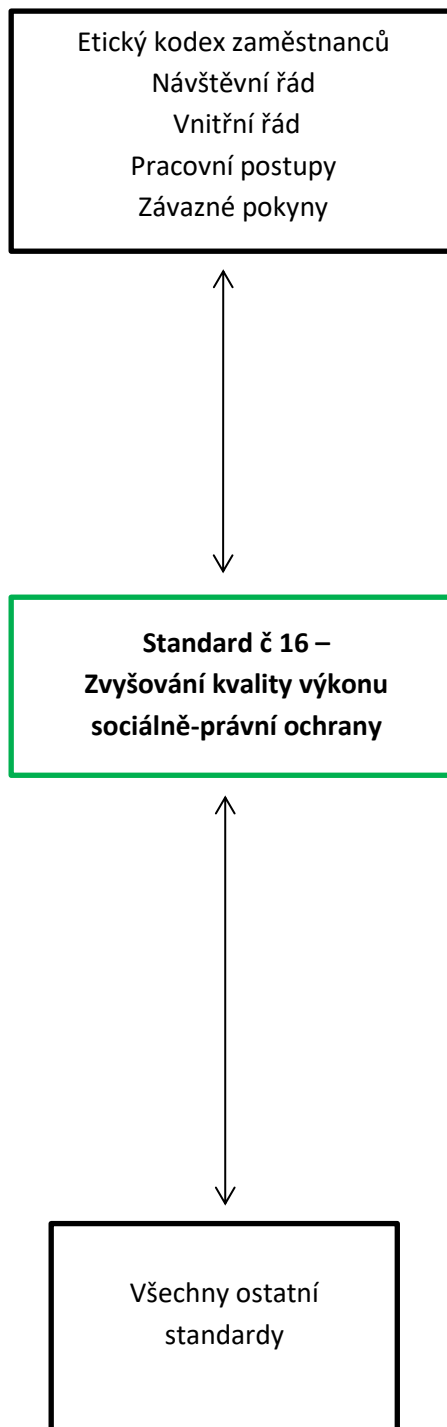 Etický kodex zaměstnanců
Návštěvní řád
Vnitřní řád
Pracovní postupy
Závazné pokyny
Standard č 16 –
Zvyšování kvality výkonu
sociálně-právní ochrany
Všechny ostatní
standardy